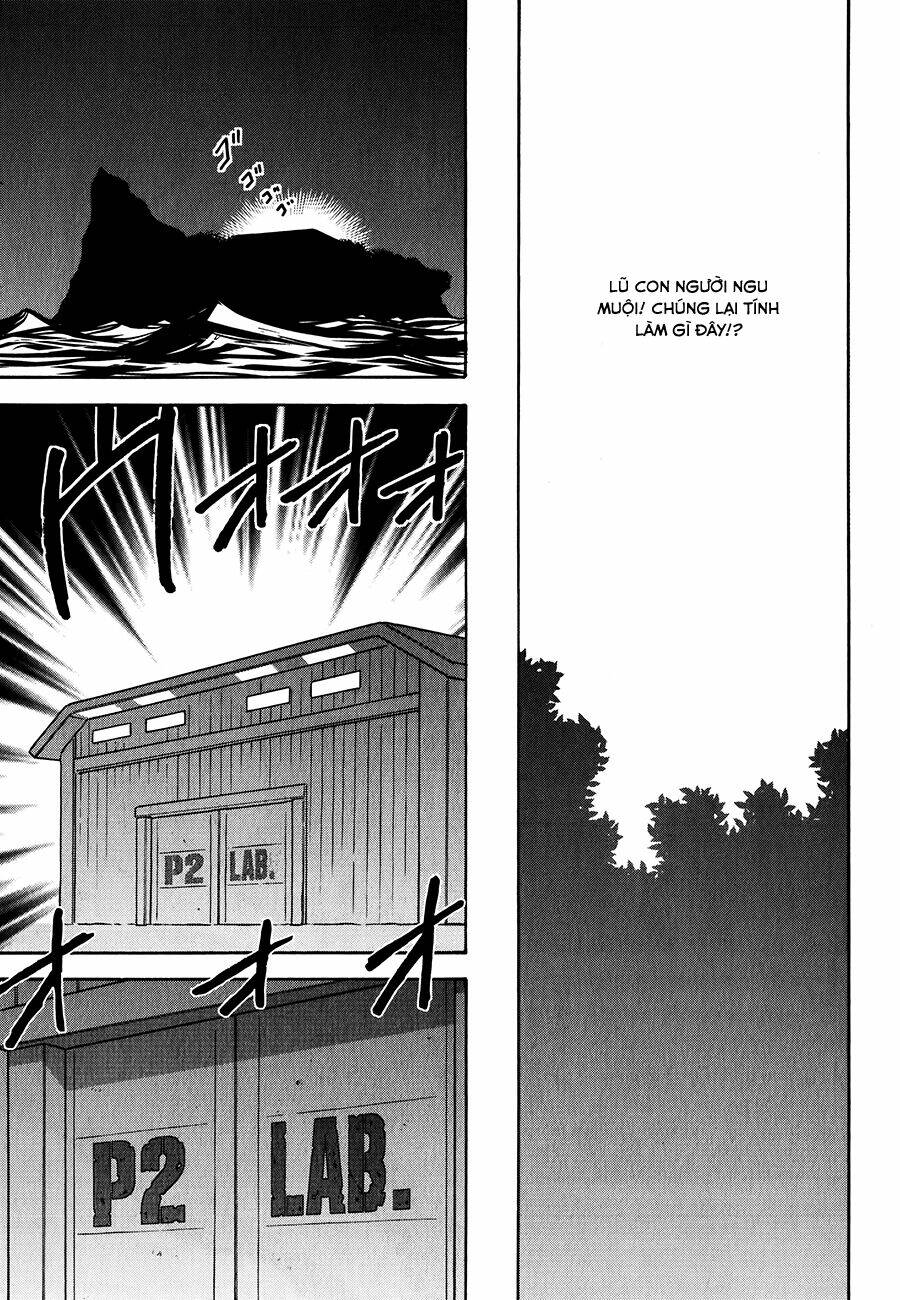 LŨ CON NGƯỜI NGU
MUỘI! CHÚNG LẠI TÍNH
LÀM GÌ ĐÂY!?
ゴ
ゴ
ゴ
ゴ
オ
オ
オ
P2 LAB.
オ
オ
オ
P2 LAB.